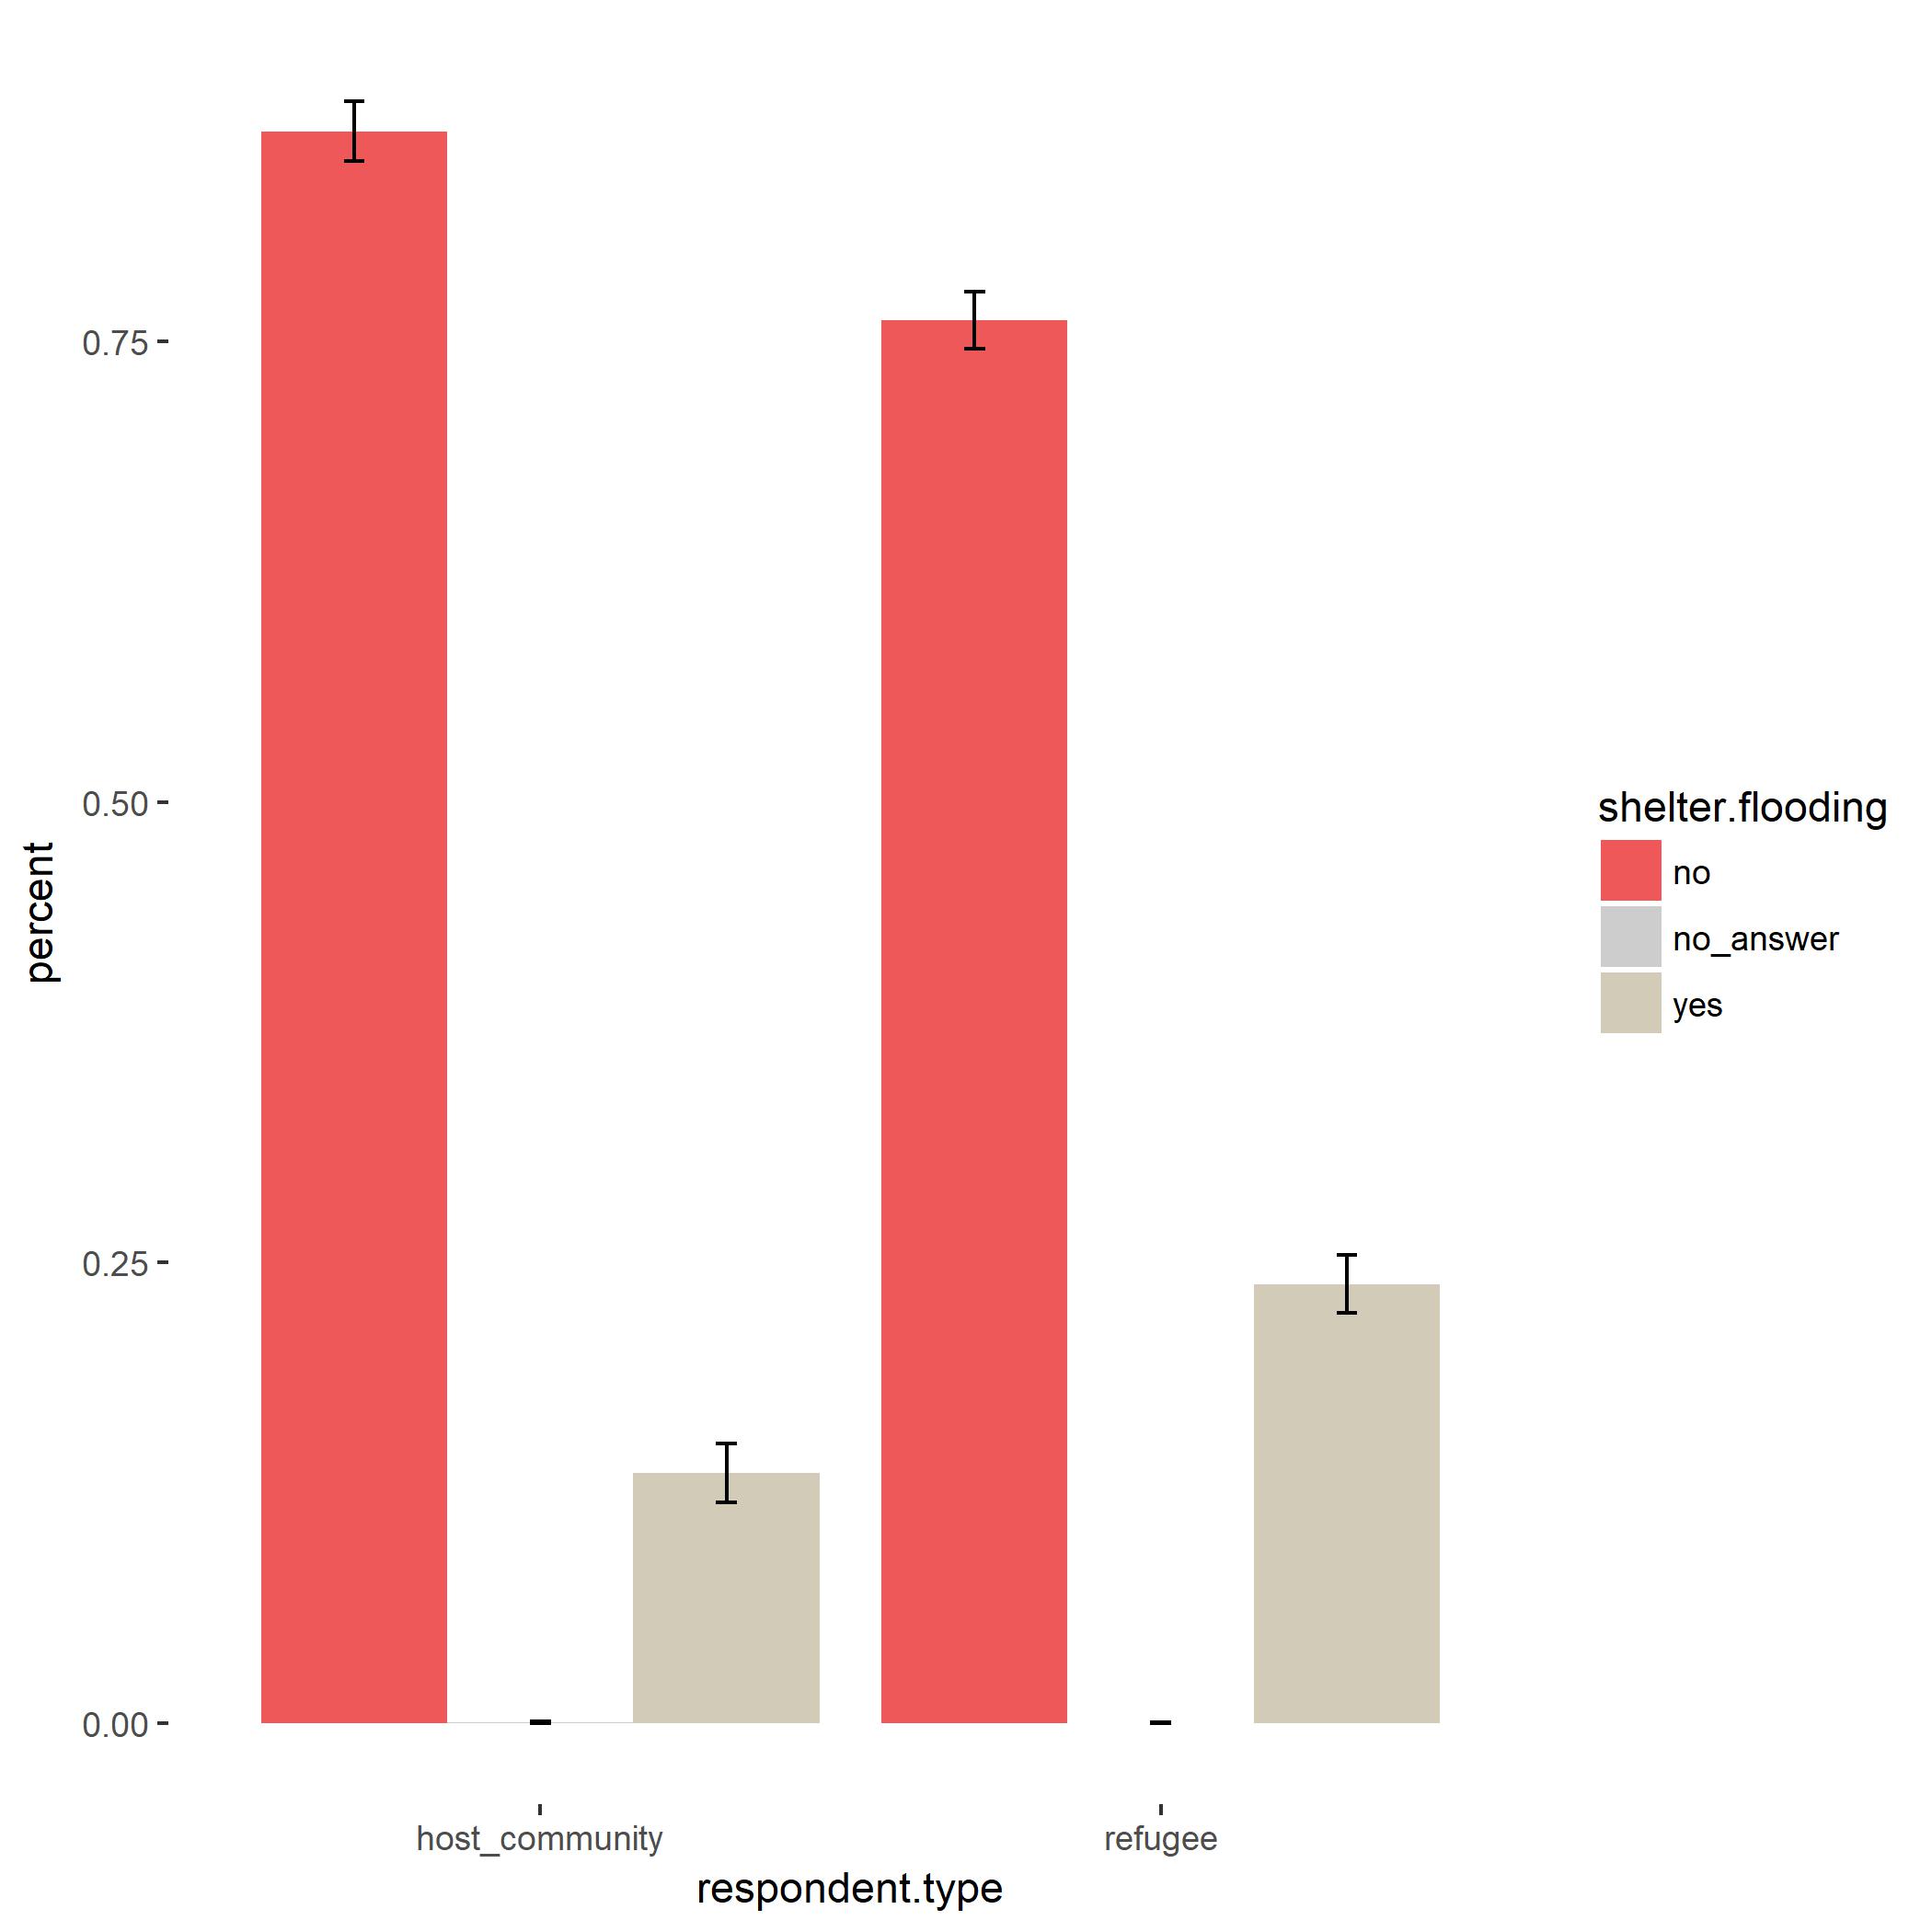 0.75
0.50
0.25
0.00
percent
host_community
refugee
respondent.type
shelter.flooding
no
no_answer
yes